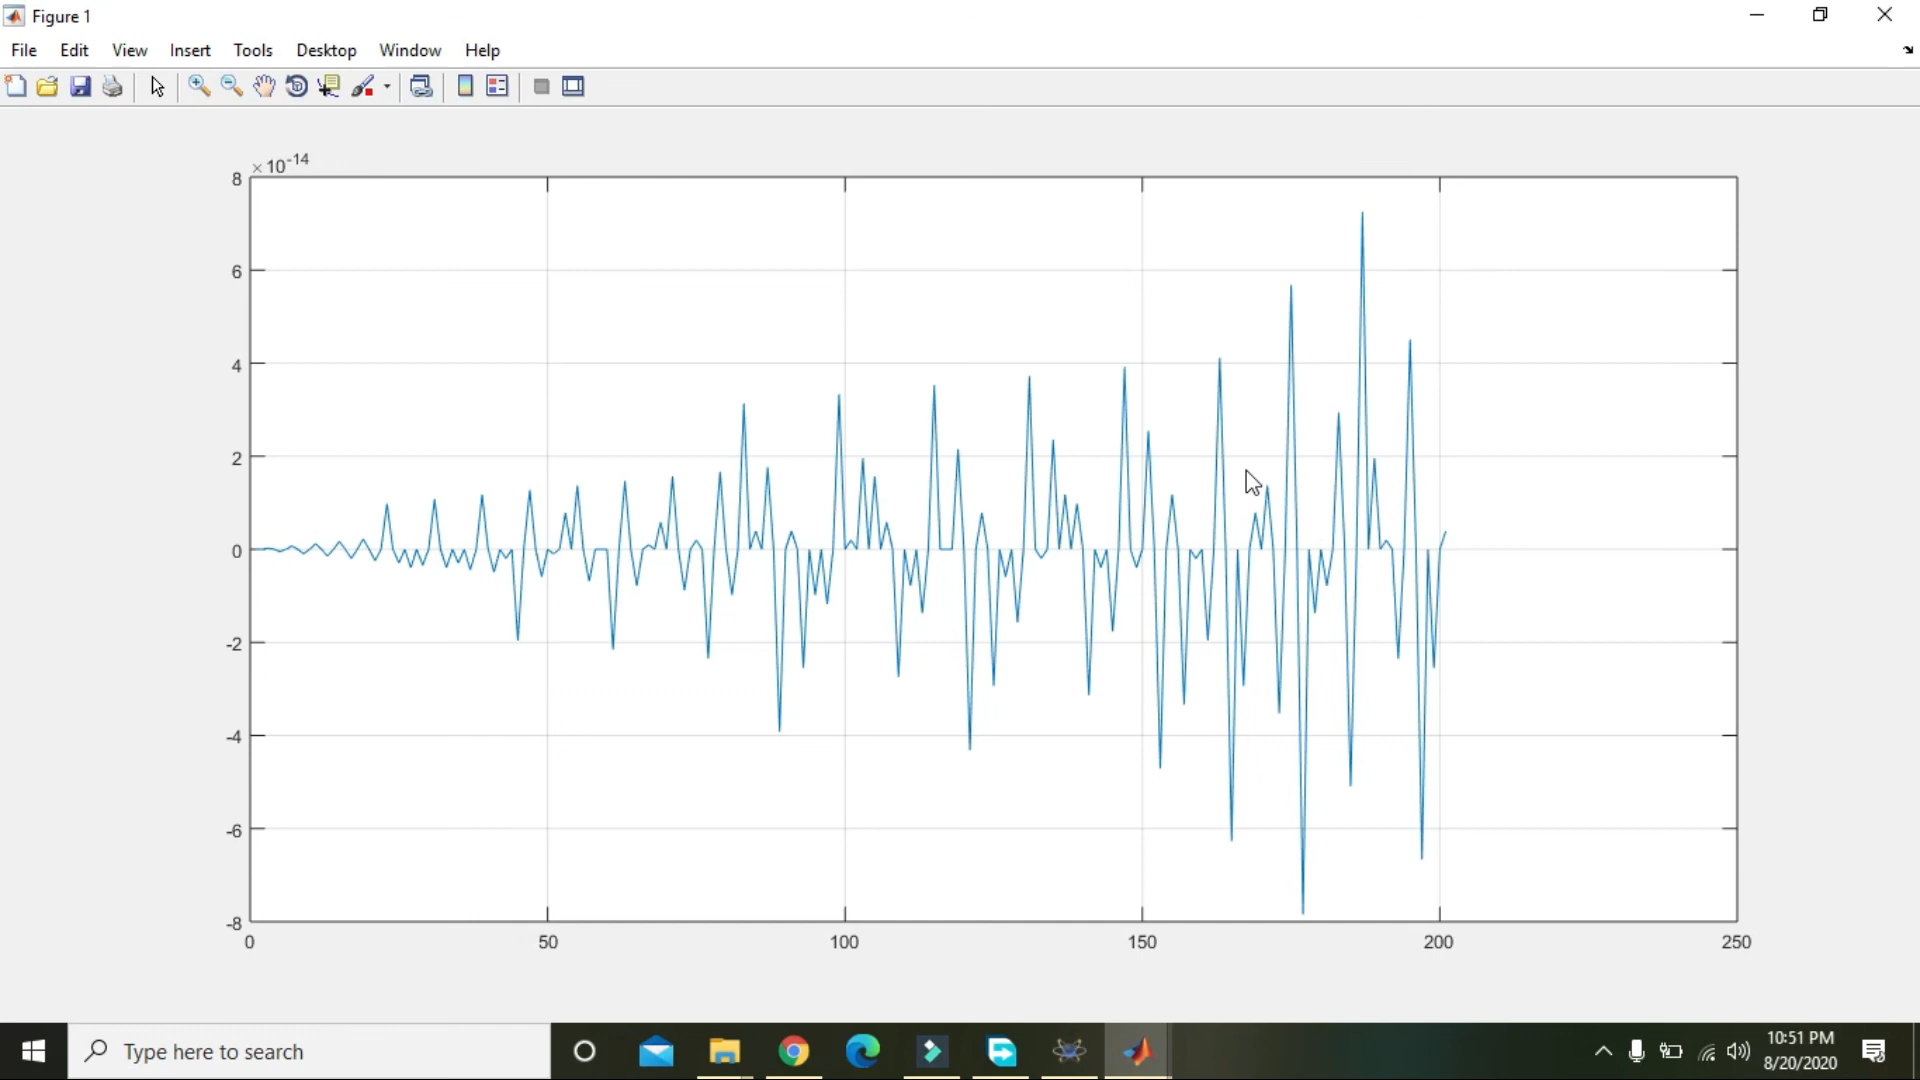 Figure 1
File Edit View Insert Tools Desktop Window Help
×10-14
8
6
4
2
0
-2
-4
-6
-8
0 50 100 150 200 250
Type here to search
10:51 PM
8/20/2020